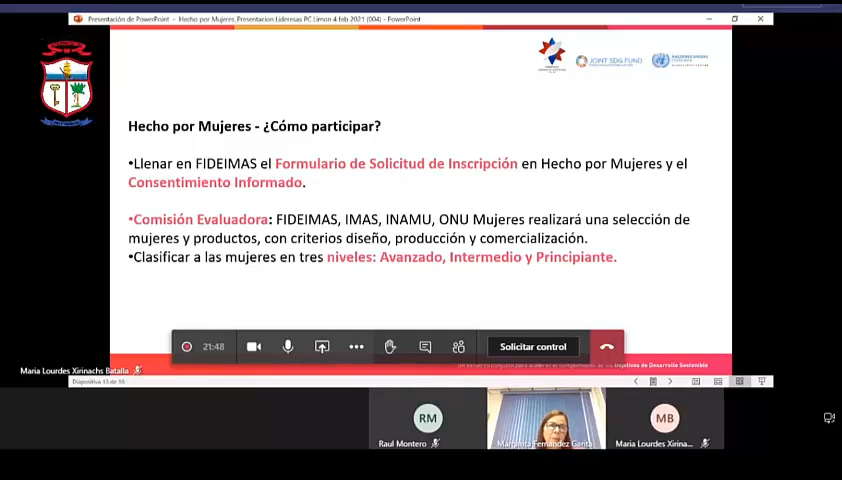 Presentación de PowerPoint - Hecho por Mujeres_Presentacion Lideresas PC Limon 4 feb 2021 (004) - PowerPoint
JOINT SDG FUND
NACIONES UNIDAS
COSTA RICA
Hecho por Mujeres - ¿Cómo participar?
•Llenar en FIDEIMAS el Formulario de Solicitud de Inscripción en Hecho por Mujeres y el
Consentimiento Informado.
•Comisión Evaluadora: FIDEIMAS, IMAS, INAMU, ONU Mujeres realizará una selección de
mujeres y productos, con criterios diseño, producción y comercialización.
•Clasificar a las mujeres en tres niveles: Avanzado, Intermedio y Principiante.
21:48
Solicitar control
Objetivos de Desarrollo Sostenible
Maria Lourdes Xirinachs Batalla
Diapositiva 13 de 16
RM
Raul Montero
Margarita Fernández Garita
MB
Maria Lourdes Xirina...